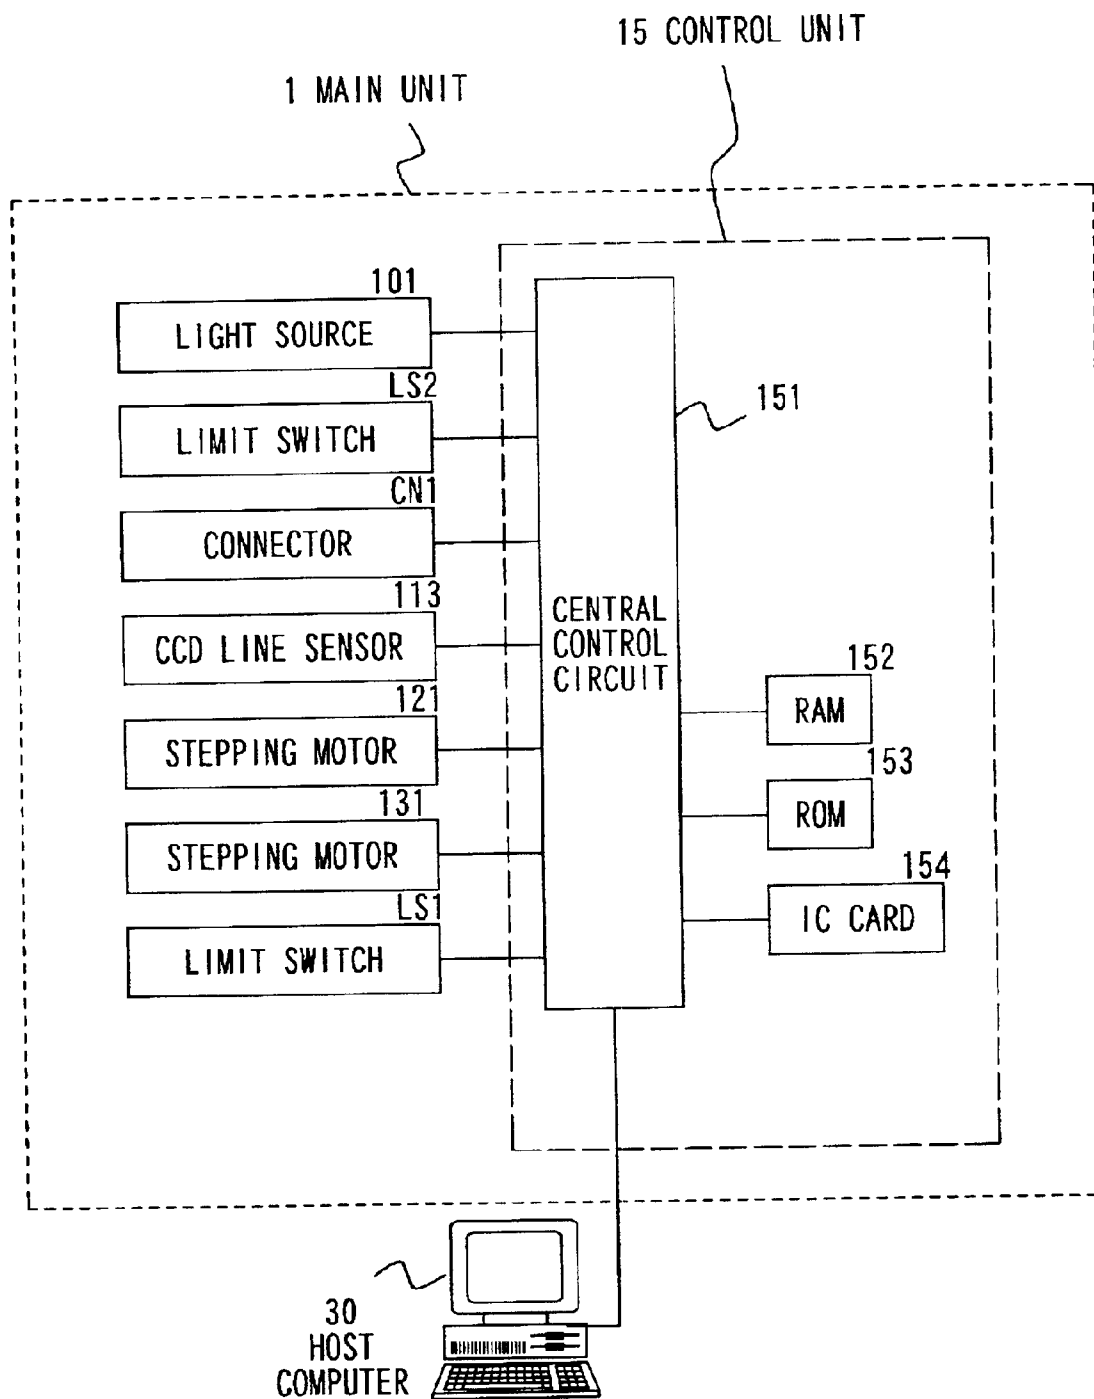 15 CONTROL UNIT
1 MAIN UNIT
101
LIGHT SOURCE
LS2
LIMIT SWITCH
CN1
CONNECTOR
113
CCD LINE SENSOR
121
STEPPING MOTOR
131
STEPPING MOTOR
LS1
LIMIT SWITCH
CENTRAL
CONTROL
CIRCUIT
151
152
RAM
153
ROM
154
IC CARD
30
HOST
COMPUTER